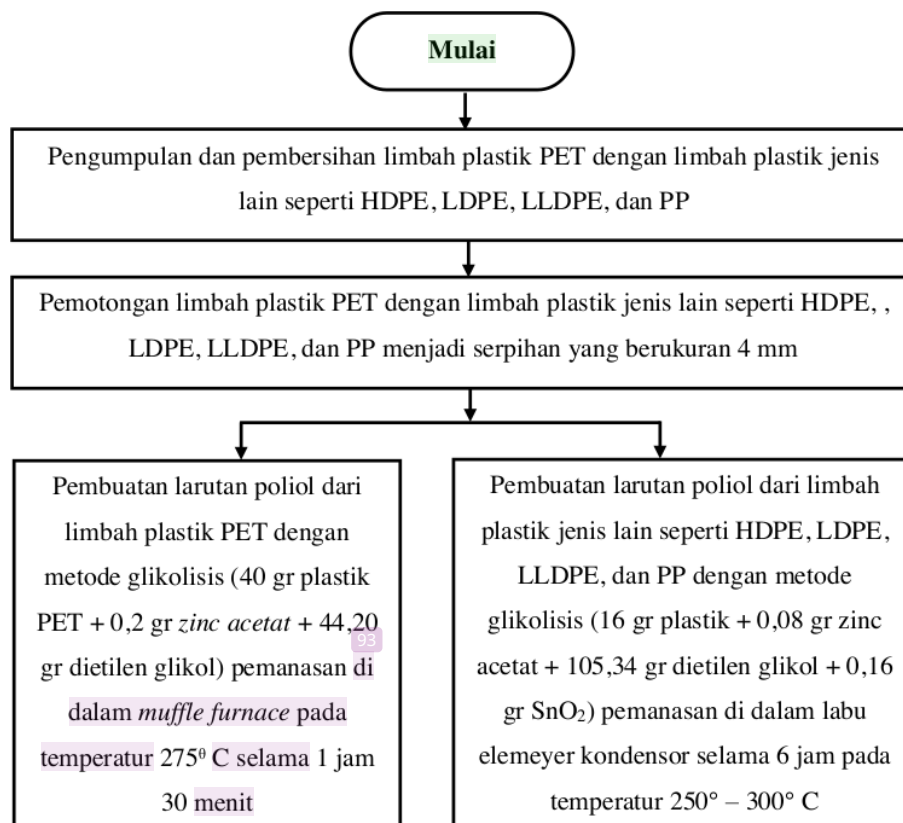 Mulai
Pengumpulan dan pembersihan limbah plastik PET dengan limbah plastik jenis
lain seperti HDPE, LDPE, LLDPE, dan PP
Pemotongan limbah plastik PET dengan limbah plastik jenis lain seperti HDPE, ,
LDPE, LLDPE, dan PP menjadi serpihan yang berukuran 4 mm
Pembuatan larutan poliol dari
limbah plastik PET dengan
metode glikolisis (40 gr plastik
PET + 0,2 gr zinc acetat + 44,20
93
gr dietilen glikol) pemanasan di
dalam muffle furnace pada
temperatur 275⁰ C selama 1 jam
30 menit
Pembuatan larutan poliol dari limbah
plastik jenis lain seperti HDPE, LDPE,
LLDPE, dan PP dengan metode
glikolisis (16 gr plastik + 0,08 gr zinc
acetat + 105,34 gr dietilen glikol + 0,16
gr SnO₂) pemanasan di dalam labu
elemeyer kondensor selama 6 jam pada
temperatur 250° – 300° C